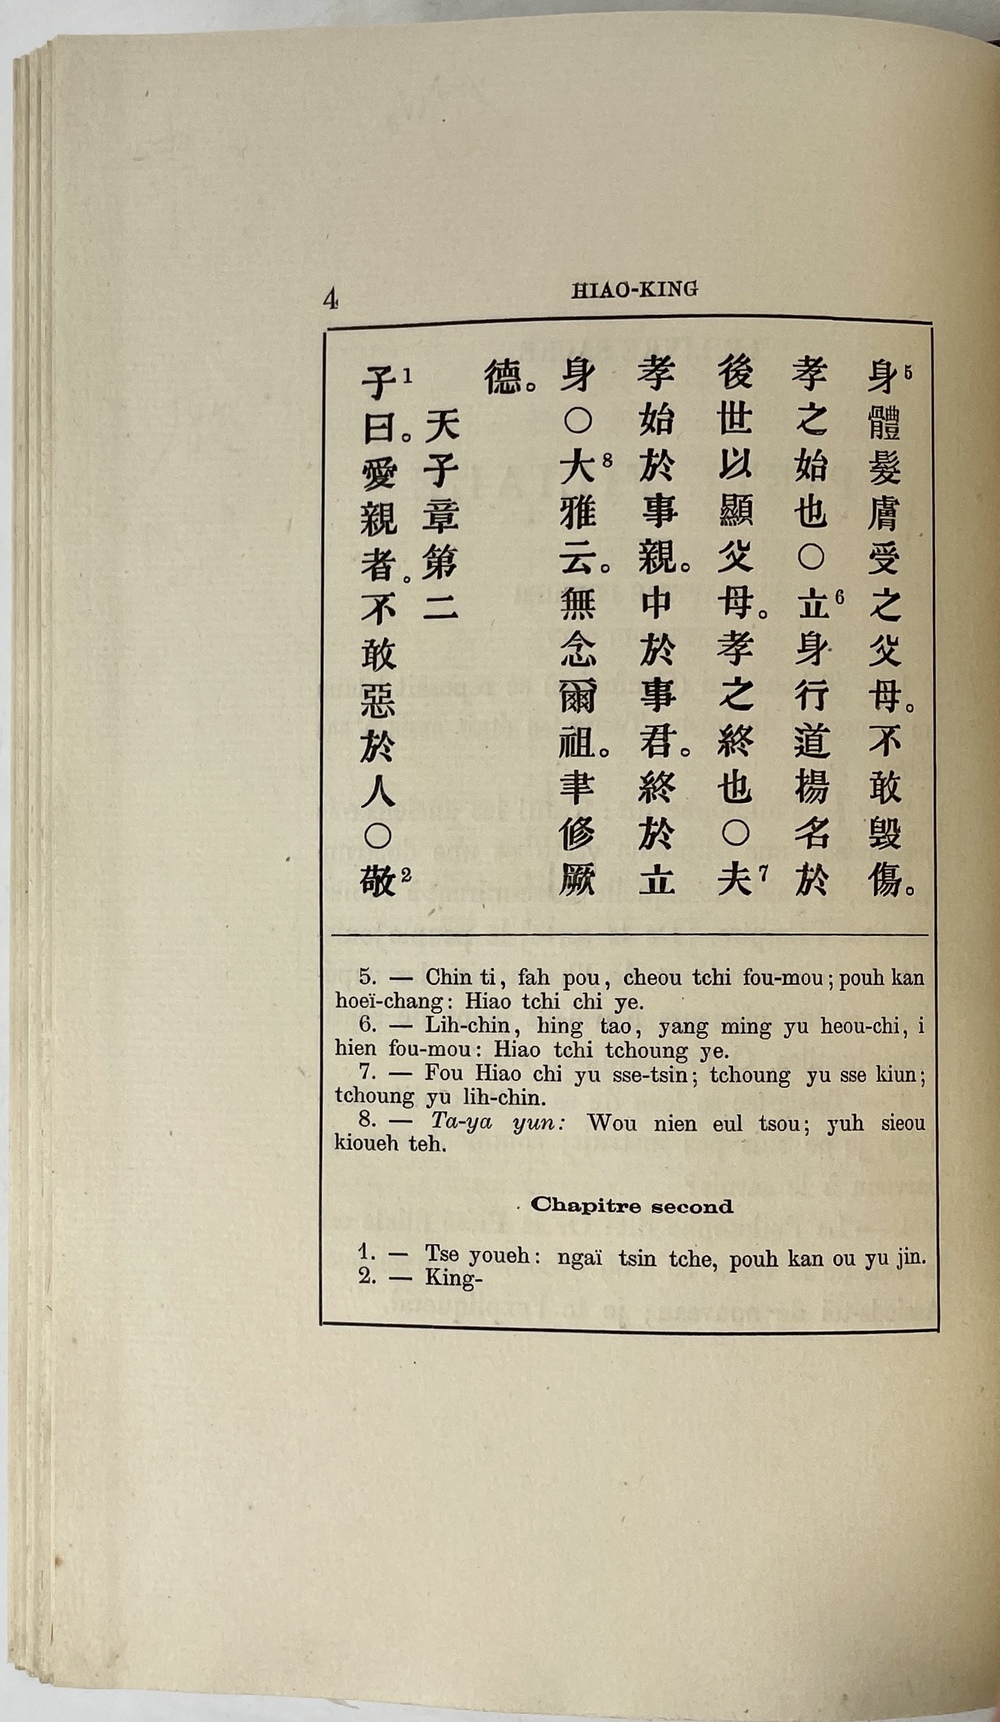 4
HIAO-KING
身5體髮膚受之父母。不敢毀傷。
孝之始也○立6身行道揚名於
後世以顯父母。孝之終也○夫7
孝始於事親。中於事君。終於立
身○大8雅云。無念爾祖。聿修厥
德。
天子章第二
子1曰。愛親者。不敢惡於人○敬2
5. — Chin ti, fah pou, cheou tchi fou-mou; pouh kan
hoeï-chang: Hiao tchi chi ye.
6. — Lih-chin, hing tao, yang ming yu heou-chi, i
hien fou-mou: Hiao tchi tchoung ye.
7. — Fou Hiao chi yu sse-tsin; tchoung yu sse kiun;
tchoung yu lih-chin.
8. — Ta-ya yun: Wou nien eul tsou; yuh sieou
kioueh teh.
Chapitre second
1. — Tse youeh: ngaï tsin tche, pouh kan ou yu jin.
2. — King-